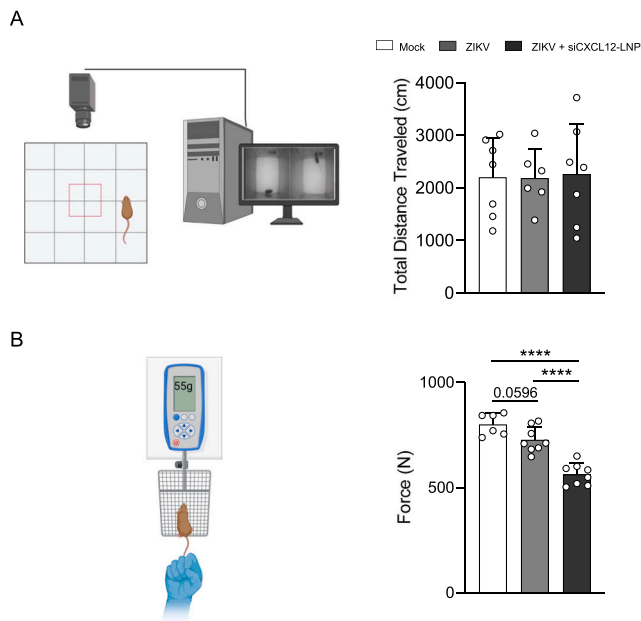 A
Mock ZIKV ZIKV + siCXCL12-LNP
Total Distance Traveled (cm)
4000
3000
2000
1000
0
B
55g
****
0.0596
****
Force (N)
1000
500
0